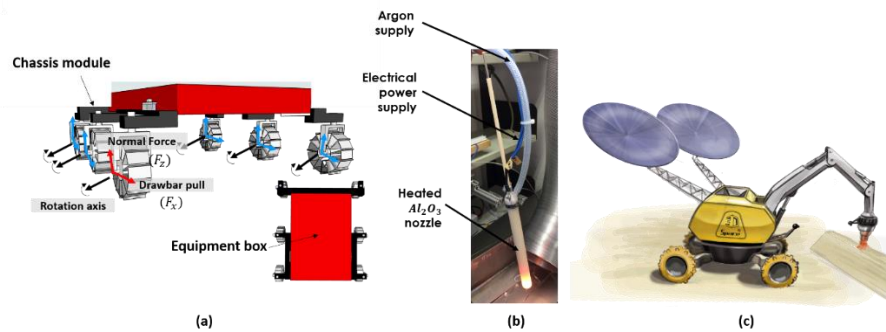 Chassis module
Normal Force
(F_z)
Drawbar pull
(F_x)
Rotation axis
Equipment box
(a)
Argon
supply
Electrical
power
supply
Heated
Al₂O₃
nozzle
(b)
(c)